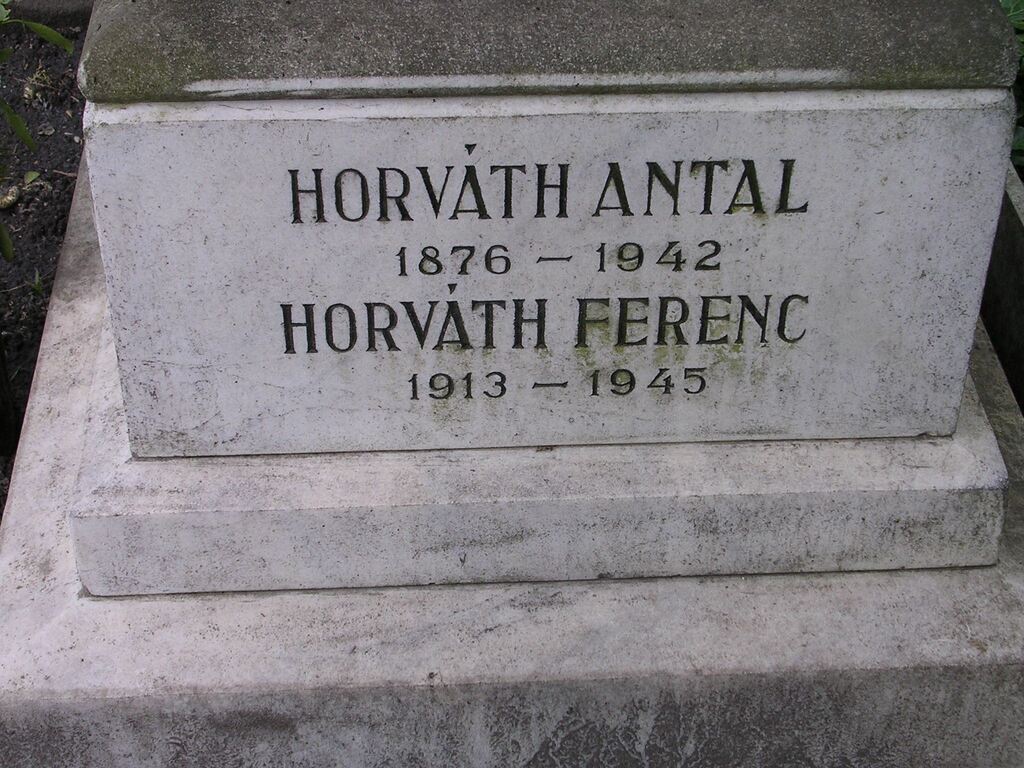 HORVÁTH ANTAL
1876 – 1942
HORVÁTH FERENC
1913 – 1945